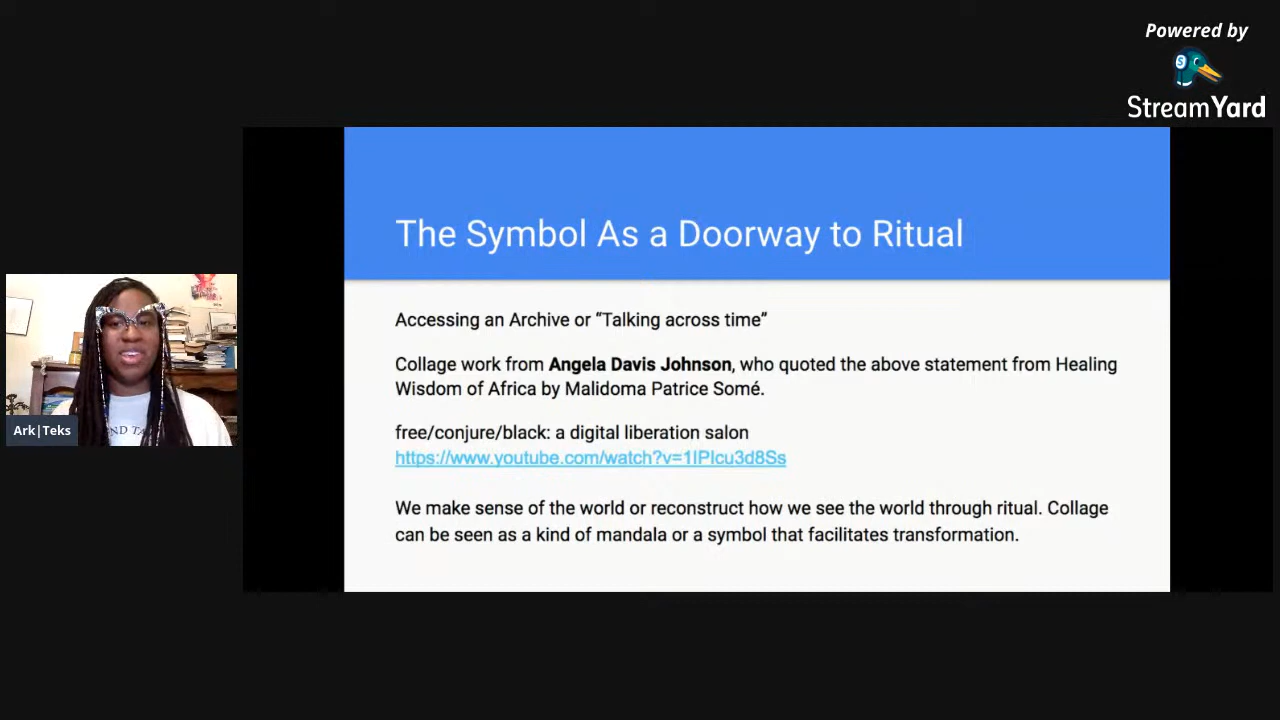 Powered by
StreamYard
The Symbol As a Doorway to Ritual
Accessing an Archive or “Talking across time”
Collage work from Angela Davis Johnson, who quoted the above statement from Healing
Wisdom of Africa by Malidoma Patrice Somé.
free/conjure/black: a digital liberation salon
https://www.youtube.com/watch?v=1lPIcu3d8Ss
We make sense of the world or reconstruct how we see the world through ritual. Collage
can be seen as a kind of mandala or a symbol that facilitates transformation.
Ark|Teks